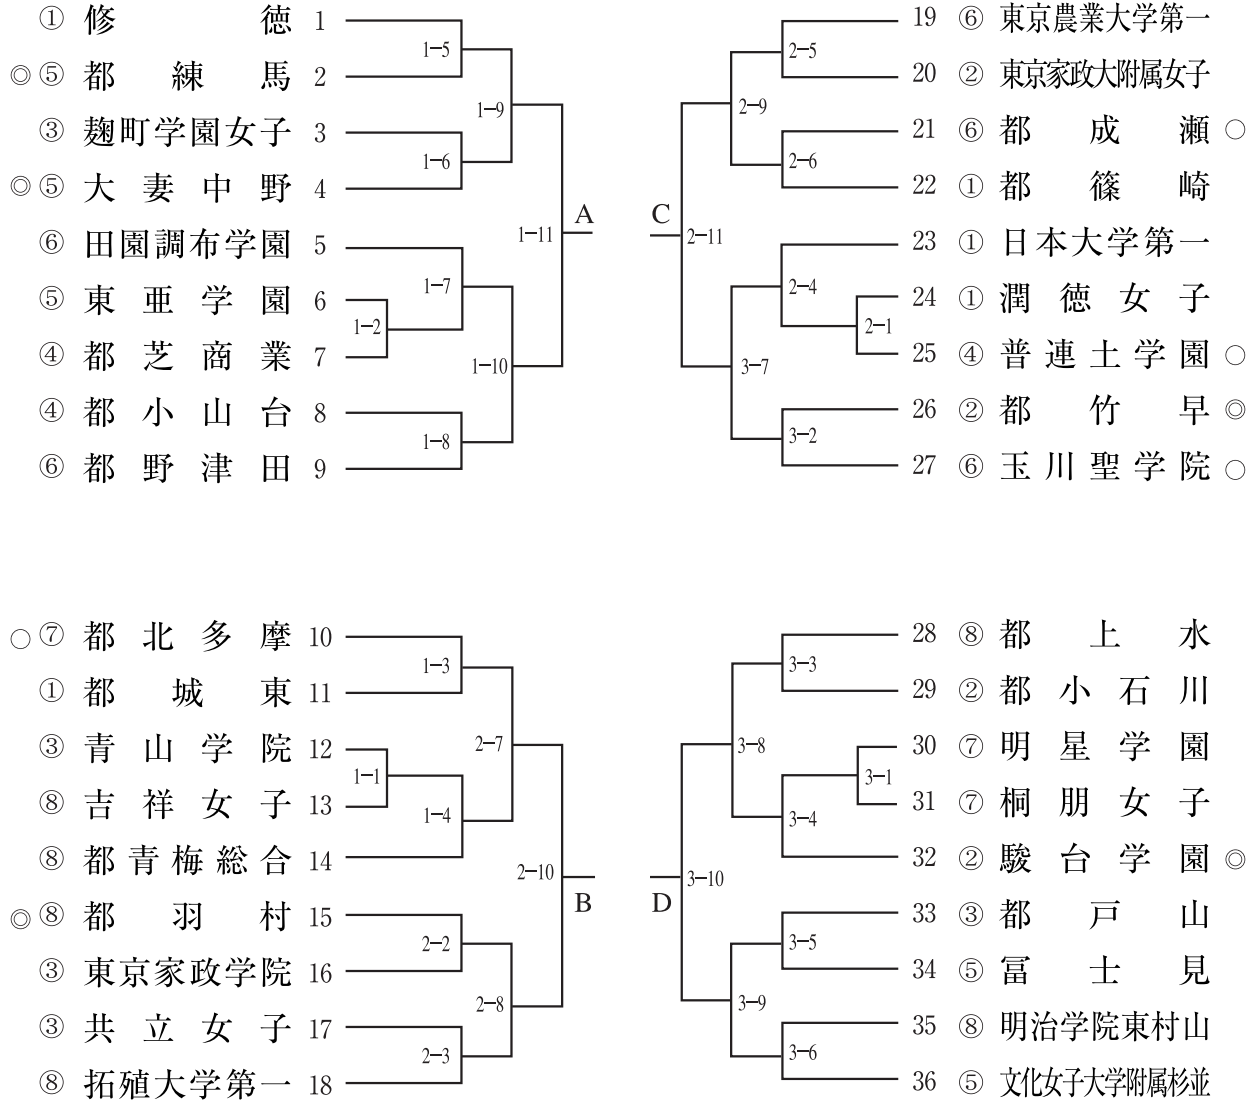 ① 修徳 1
◎ ⑤ 都練馬 2
③ 麹町学園女子 3
◎ ⑤ 大妻中野 4
⑥ 田園調布学園 5
⑤ 東亜学園 6
④ 都芝商業 7
④ 都小山台 8
⑥ 都野津田 9
1-5
1-9
1-6
1-11
A
1-7
1-2
1-10
1-8
19 ⑥ 東京農業大学第一
20 ② 東京家政大附属女子
21 ⑥ 都成瀬 ○
22 ① 都篠崎
23 ① 日本大学第一
24 ① 潤徳女子
25 ④ 普連土学園 ○
26 ② 都竹早 ◎
27 ⑥ 玉川聖学院 ○
2-5
2-9
2-6
C
2-11
2-4
2-1
3-7
3-2
○ ⑦ 都北多摩 10
① 都城東 11
③ 青山学院 12
⑧ 吉祥女子 13
⑧ 都青梅総合 14
◎ ⑧ 都羽村 15
③ 東京家政学院 16
③ 共立女子 17
⑧ 拓殖大学第一 18
1-3
2-7
1-1
1-4
2-10
B
2-2
2-8
2-3
28 ⑧ 都上水
29 ② 都小石川
30 ⑦ 明星学園
31 ⑦ 桐朋女子
32 ② 駿台学園 ◎
33 ③ 都戸山
34 ⑤ 冨士見
35 ⑧ 明治学院東村山
36 ⑤ 文化女子大学附属杉並
3-3
3-8
3-1
3-4
3-10
D
3-5
3-9
3-6